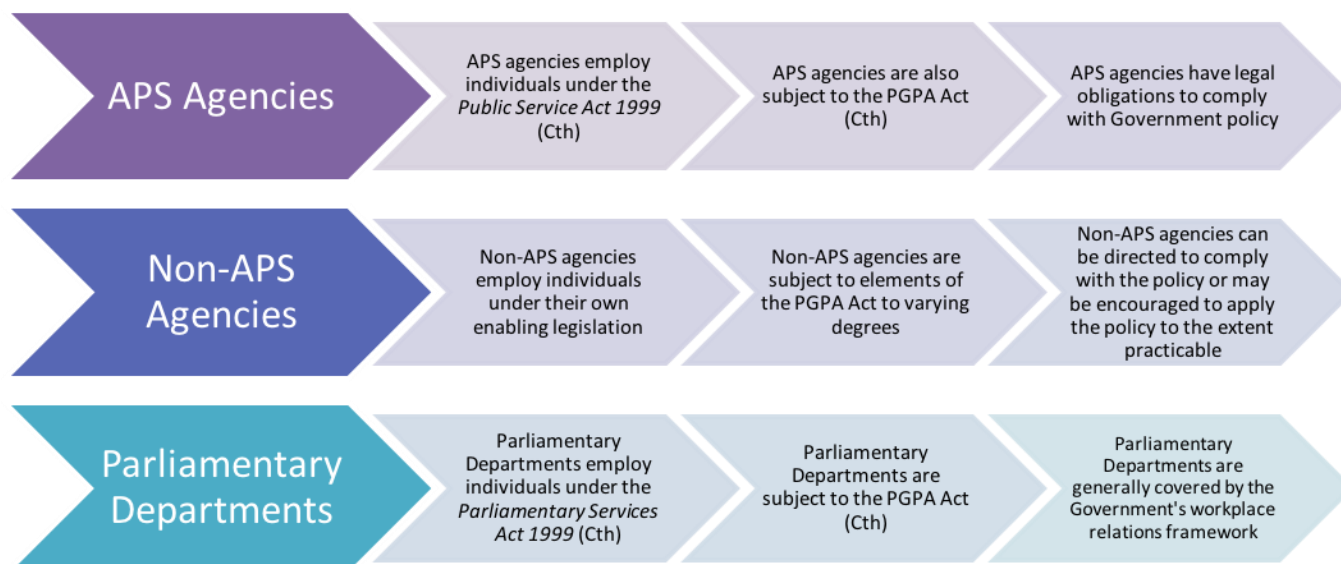 APS Agencies
APS agencies employ
individuals under the
Public Service Act 1999
(Cth)
APS agencies are also
subject to the PGPA Act
(Cth)
APS agencies have legal
obligations to comply
with Government policy
Non-APS
Agencies
Non-APS agencies
employ individuals
under their own
enabling legislation
Non-APS agencies are
subject to elements of
the PGPA Act to varying
degrees
Non-APS agencies can
be directed to comply
with the policy or may
be encouraged to apply
the policy to the extent
practicable
Parliamentary
Departments
Parliamentary
Departments employ
individuals under the
Parliamentary Services
Act 1999 (Cth)
Parliamentary
Departments are
subject to the PGPA Act
(Cth)
Parliamentary
Departments are
generally covered by the
Government's workplace
relations framework